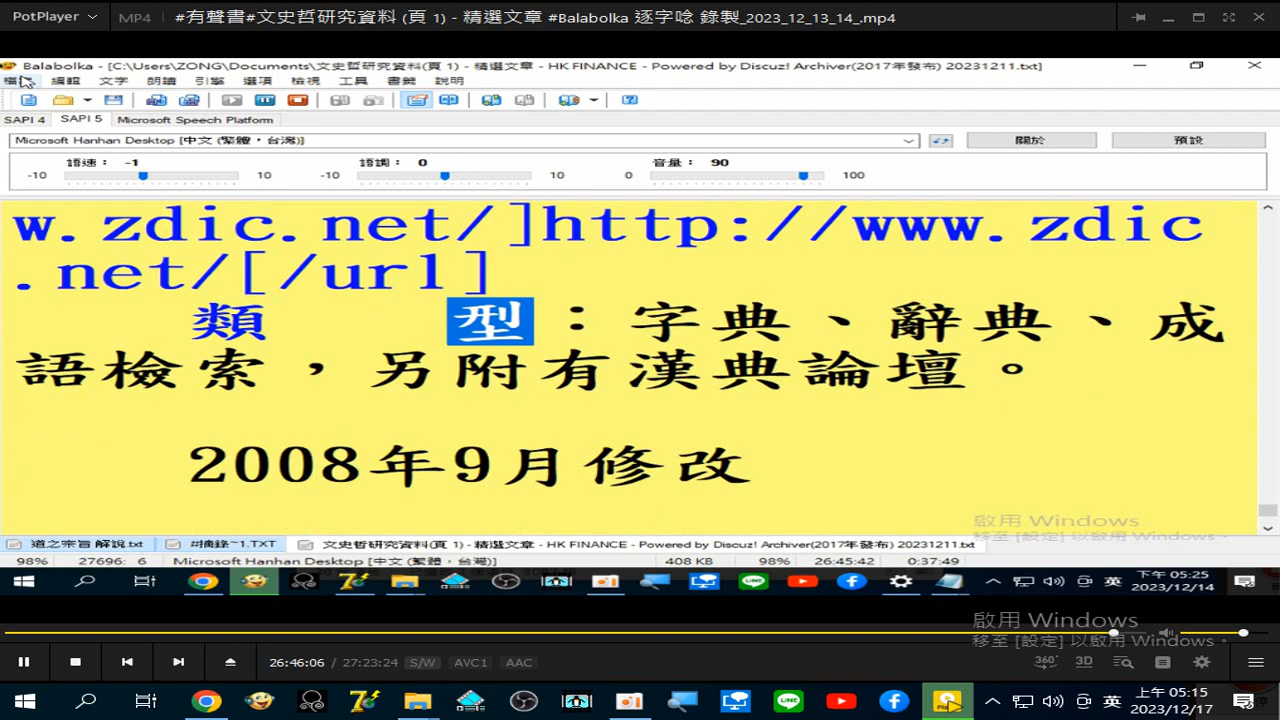 PotPlayer MP4 #有聲書#文史哲研究資料 (頁 1) - 精選文章 #Balabolka 逐字唸 錄製_2023_12_13_14_.mp4
Balabolka - [C:\Users\ZONG\Documents\文史哲研究資料(頁 1) - 精選文章 - HK FINANCE - Powered by Discuz! Archiver(2017年發布) 20231211.txt]
編輯 文字 朗讀 引擎 選項 檢視 工具 書籤 說明
SAPI 4 SAPI 5 Microsoft Speech Platform
Microsoft Hanhan Desktop [中文 (繁體，台灣)] 關於 預設
語速： -1 語調： 0 音量： 90
-10 10 -10 10 0 100
w.zdic.net/]http://www.zdic
.net/[/url]
類 型：字典、辭典、成
語檢索，另附有漢典論壇。
2008年9月修改
啟用 Windows
移至 [設定] 以啟用 Windows。
道之宗旨 解說.txt #摘錄~1.TXT 文史哲研究資料(頁 1) - 精選文章 - HK FINANCE - Powered by Discuz! Archiver(2017年發布) 20231211.txt
98% 27696: 6 Microsoft Hanhan Desktop [中文 (繁體，台灣)] 408 KB 98% 26:45:42 0:37:49
英 下午 05:25
2023/12/14
啟用 Windows
移至 [設定] 以啟用 Windows。
26:46:06 / 27:23:24 S/W AVC1 AAC 360° 3D
英 上午 05:15
2023/12/17